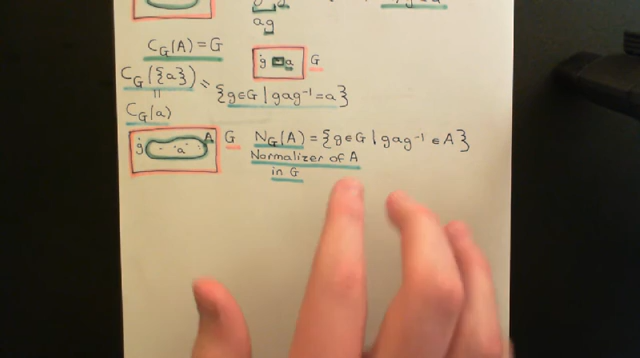 ag
C_G(A) = G
g a G
C_G({a}) = {g∈G | gag⁻¹ = a}
"
C_G(a)
g a A G N_G(A) = {g∈G | gag⁻¹ ∈ A}
Normalizer of A
in G